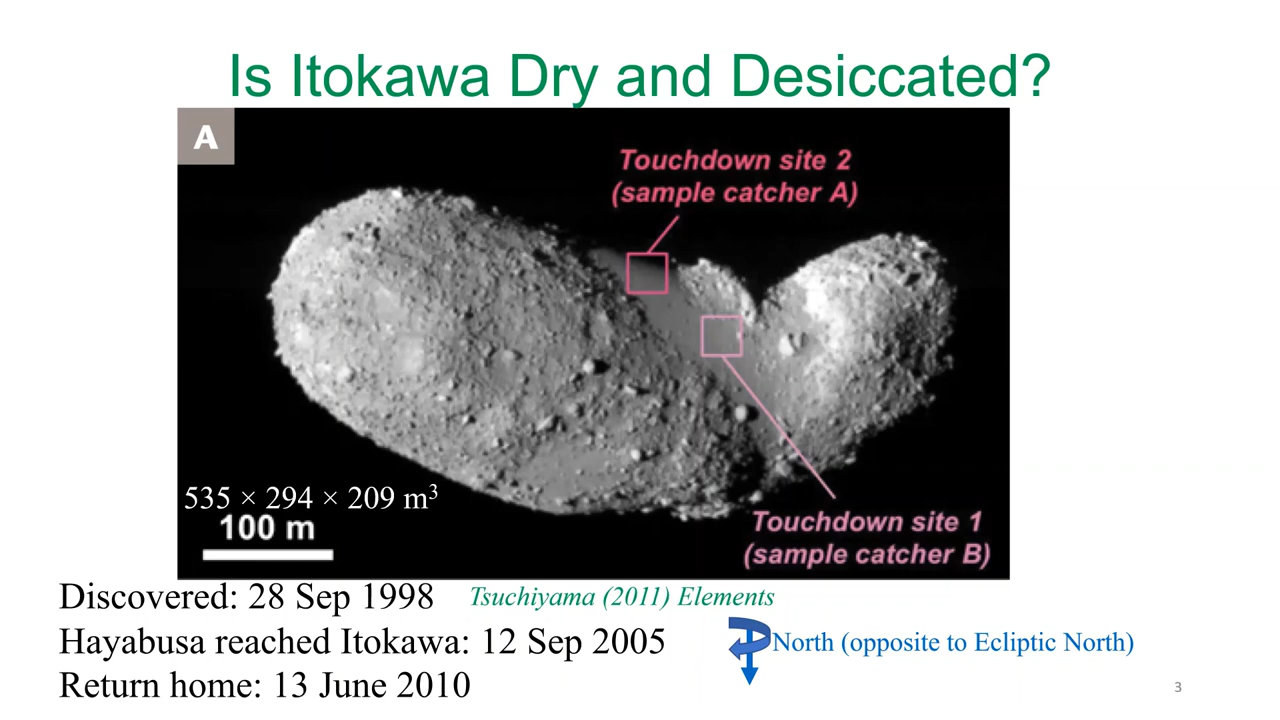 Is Itokawa Dry and Desiccated?
A
Touchdown site 2
(sample catcher A)
535 × 294 × 209 m³
100 m
Touchdown site 1
(sample catcher B)
Discovered: 28 Sep 1998
Tsuchiyama (2011) Elements
Hayabusa reached Itokawa: 12 Sep 2005
North (opposite to Ecliptic North)
Return home: 13 June 2010
3